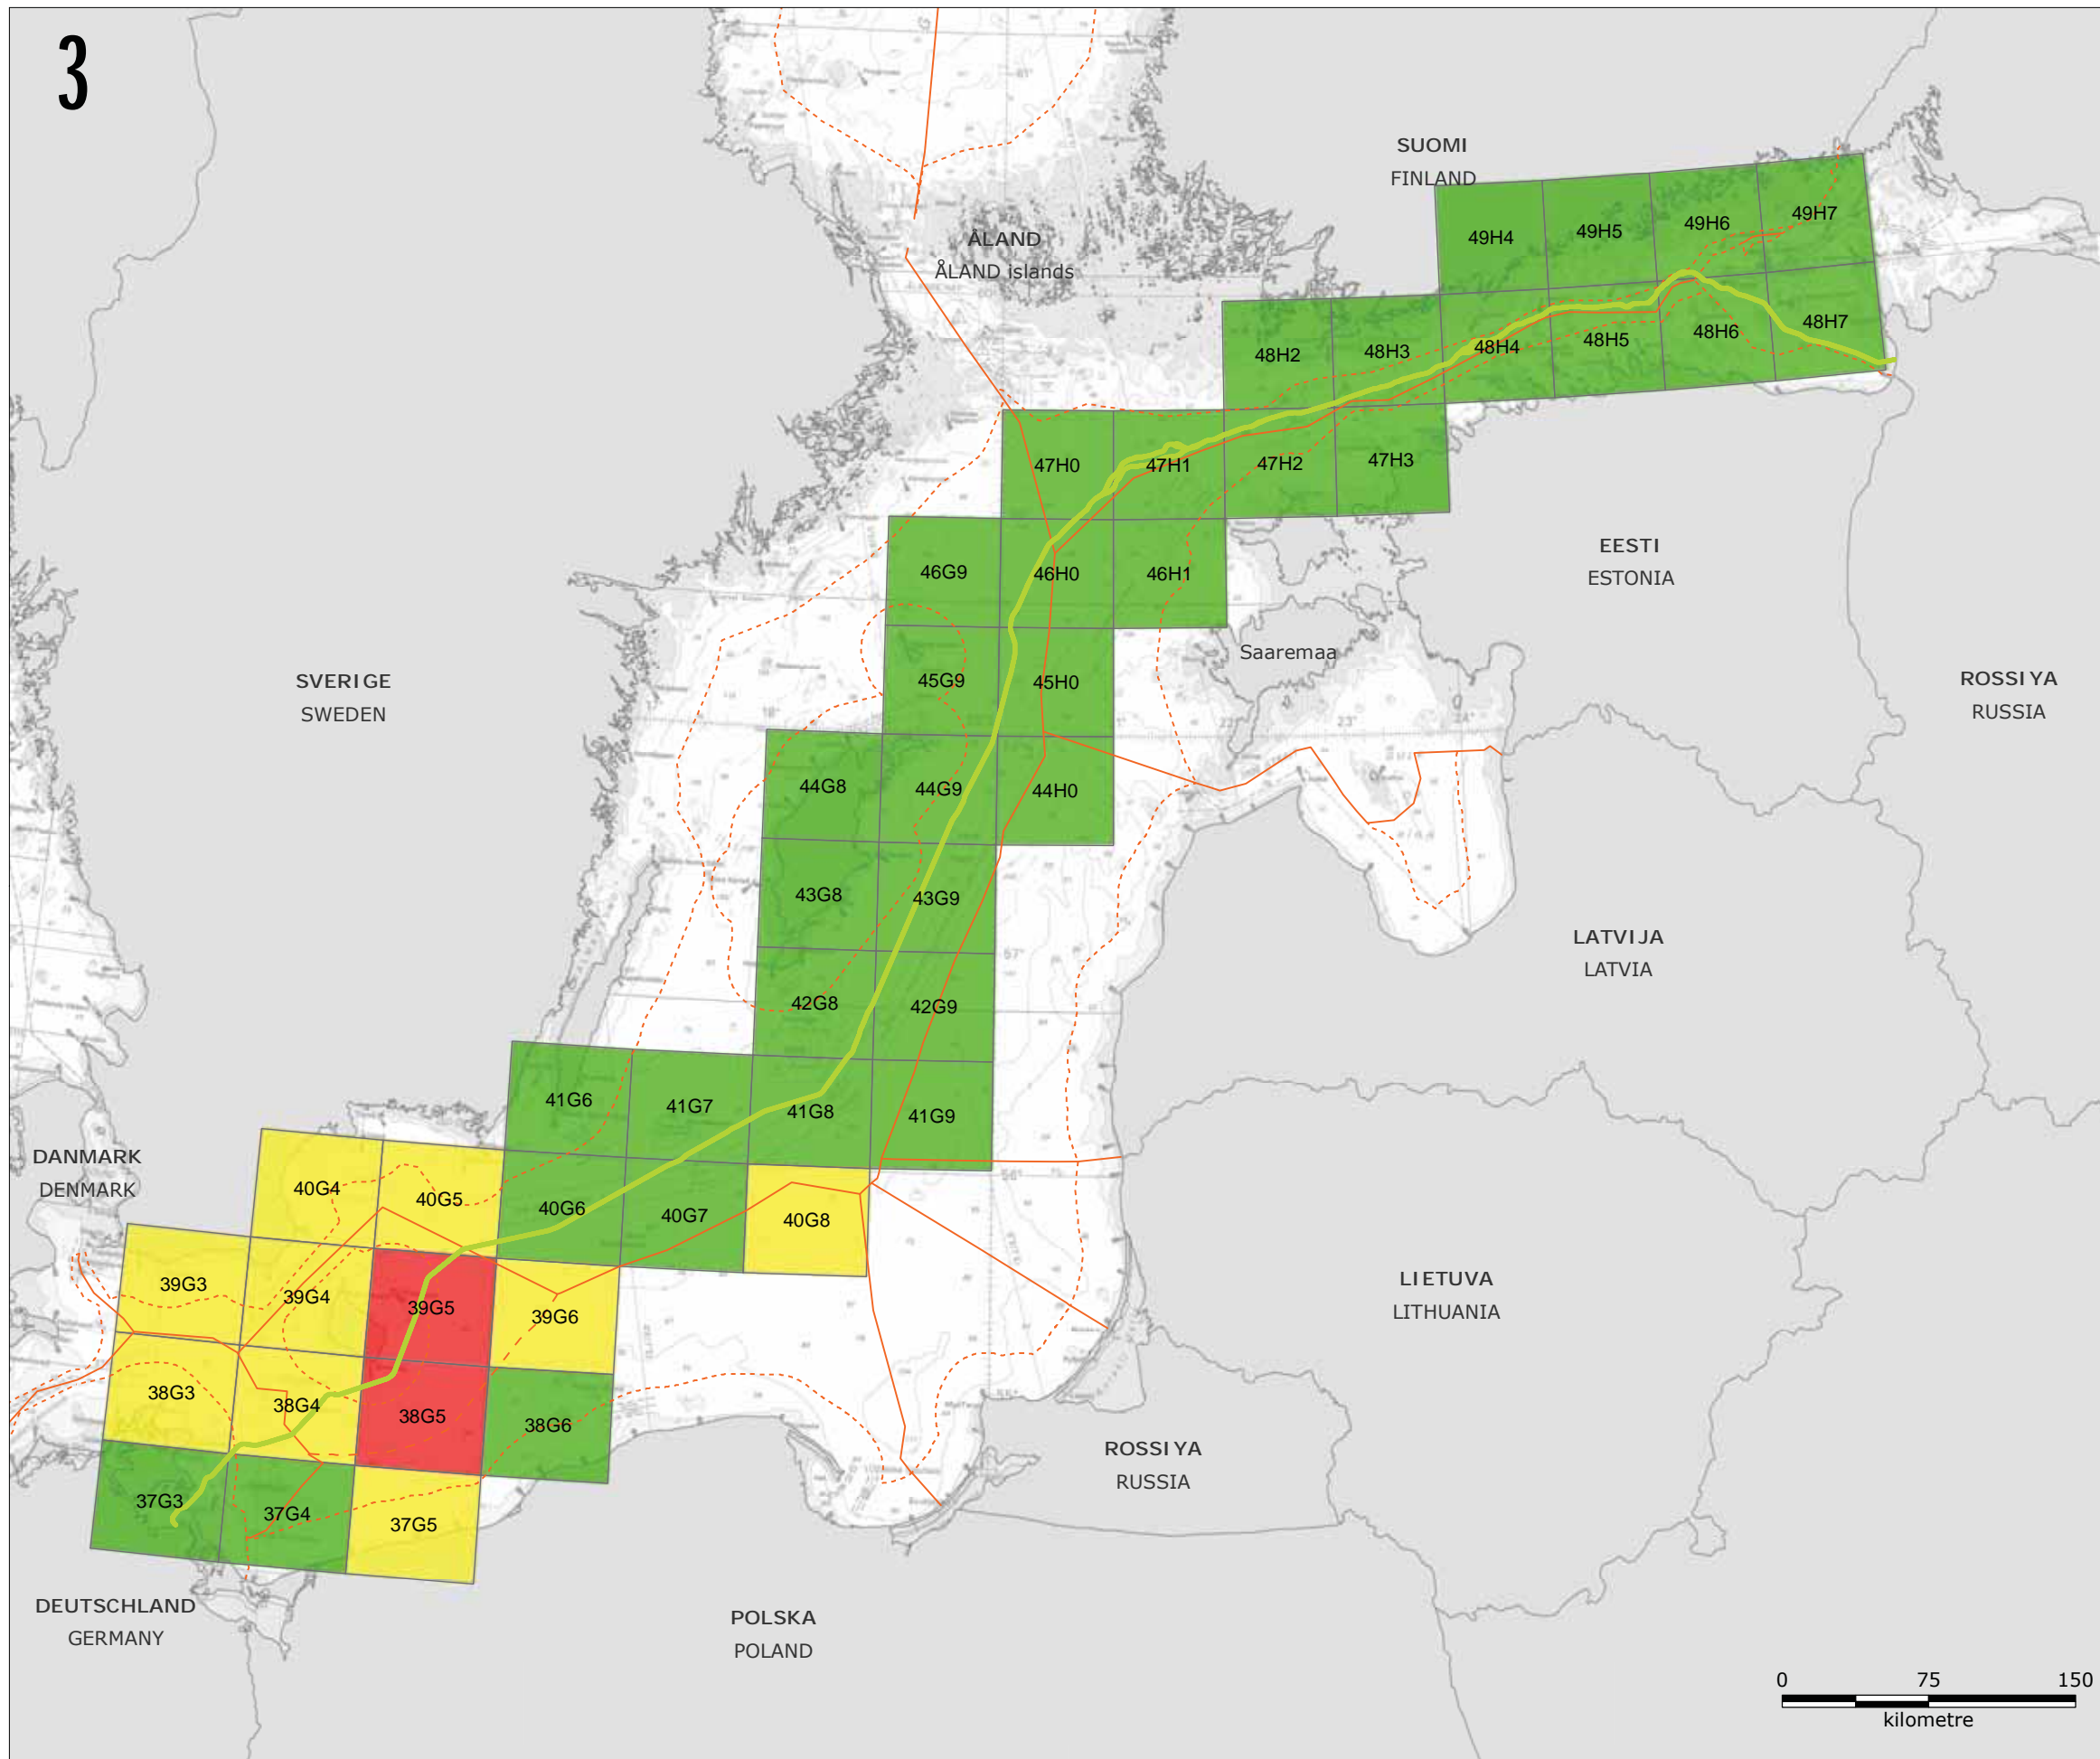 3
SUOMI
FINLAND
ÅLAND
ÅLAND islands
49H4
49H5
49H6
49H7
48H2
48H3
48H4
48H5
48H6
48H7
47H0
47H1
47H2
47H3
46G9
46H0
46H1
EESTI
ESTONIA
Saaremaa
ROSSIYA
RUSSIA
SVERIGE
SWEDEN
45G9
45H0
44G8
44G9
44H0
43G8
43G9
42G8
42G9
LATVIJA
LATVIA
41G6
41G7
41G8
41G9
DANMARK
DENMARK
40G4
40G5
40G6
40G7
40G8
39G3
39G4
39G5
39G6
LIETUVA
LITHUANIA
38G3
38G4
38G5
38G6
ROSSIYA
RUSSIA
37G3
37G4
37G5
DEUTSCHLAND
GERMANY
POLSKA
POLAND
0 75 150
kilometre